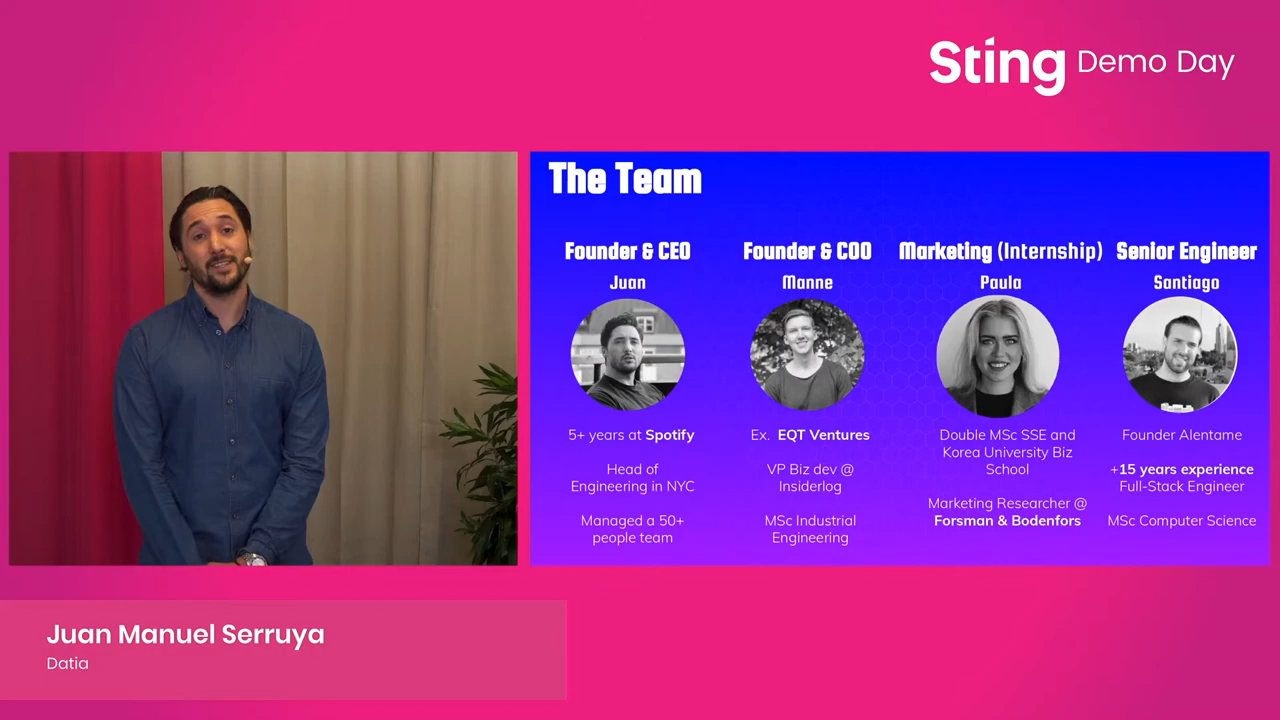 Sting Demo Day
The Team
Founder & CEO
Juan
5+ years at Spotify
Head of
Engineering in NYC
Managed a 50+
people team
Founder & COO
Manne
Ex. EQT Ventures
VP Biz dev @
Insiderlog
MSc Industrial
Engineering
Marketing (Internship)
Paula
Double MSc SSE and
Korea University Biz
School
Marketing Researcher @
Forsman & Bodenfors
Senior Engineer
Santiago
Founder Alentame
+15 years experience
Full-Stack Engineer
MSc Computer Science
Juan Manuel Serruya
Datia